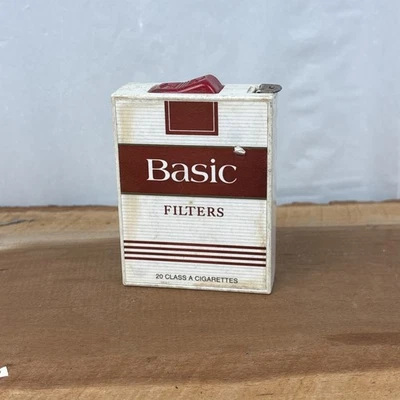 Basic
FILTERS
20 CLASS A CIGARETTES